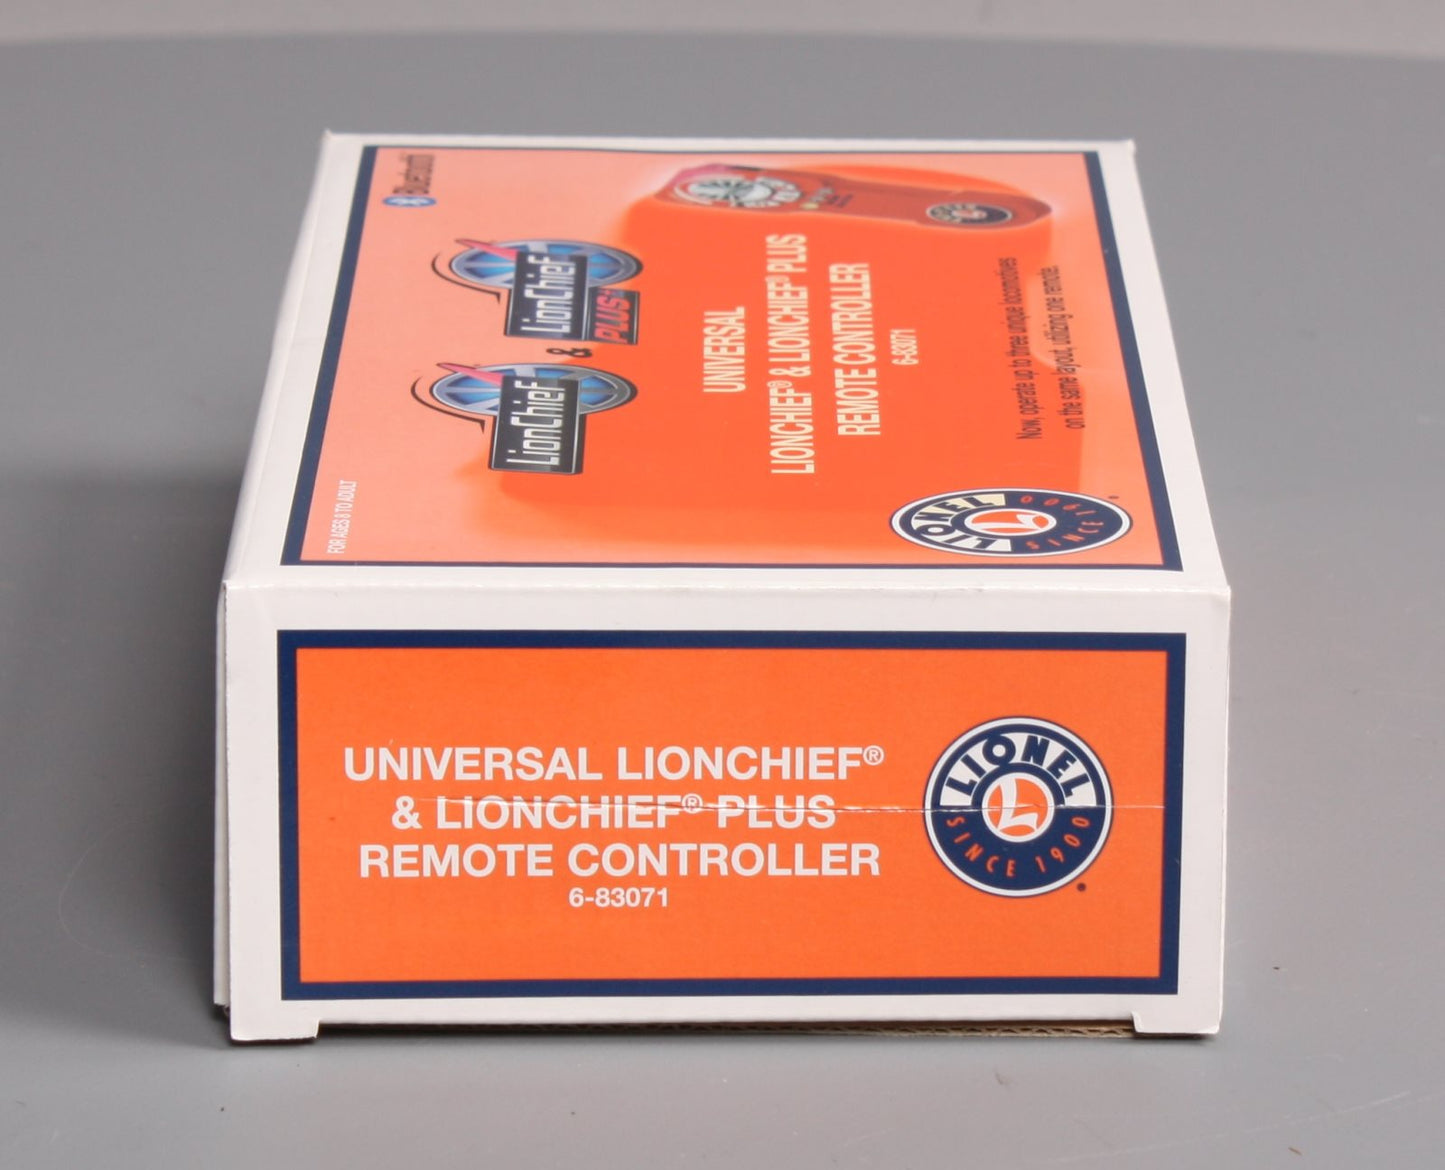 Bluetooth®
LionChief
&
LionChief
PLUS
FOR AGES 8 TO ADULT
UNIVERSAL
LIONCHIEF® & LIONCHIEF® PLUS
REMOTE CONTROLLER
6-83071
Now, operate up to three unique locomotives
on the same layout, utilizing one remote.
LIONEL
L
SINCE 1900
UNIVERSAL LIONCHIEF®
& LIONCHIEF® PLUS
REMOTE CONTROLLER
6-83071
LIONEL
L
SINCE 1900